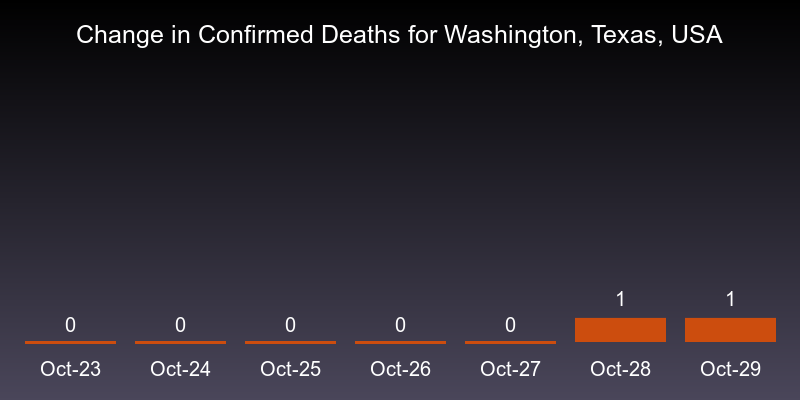 Change in Confirmed Deaths for Washington, Texas, USA
0 0 0 0 0 1 1
Oct-23 Oct-24 Oct-25 Oct-26 Oct-27 Oct-28 Oct-29